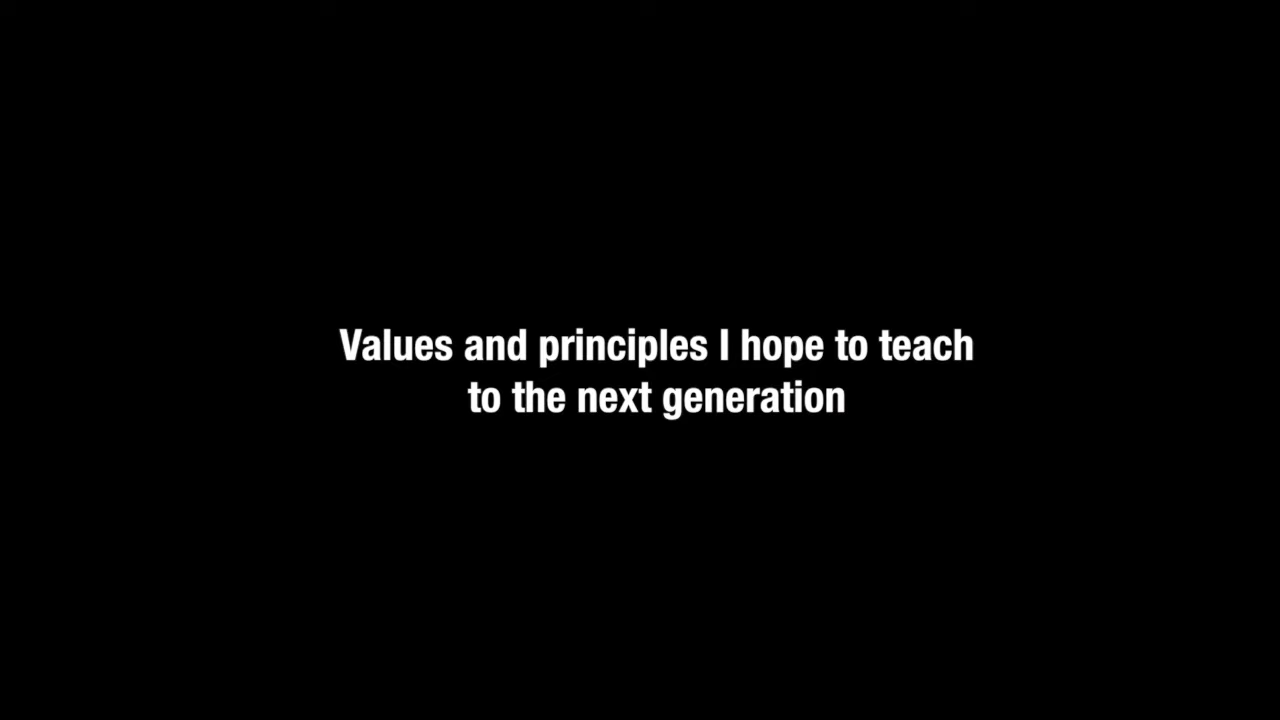 Values and principles I hope to teach
to the next generation